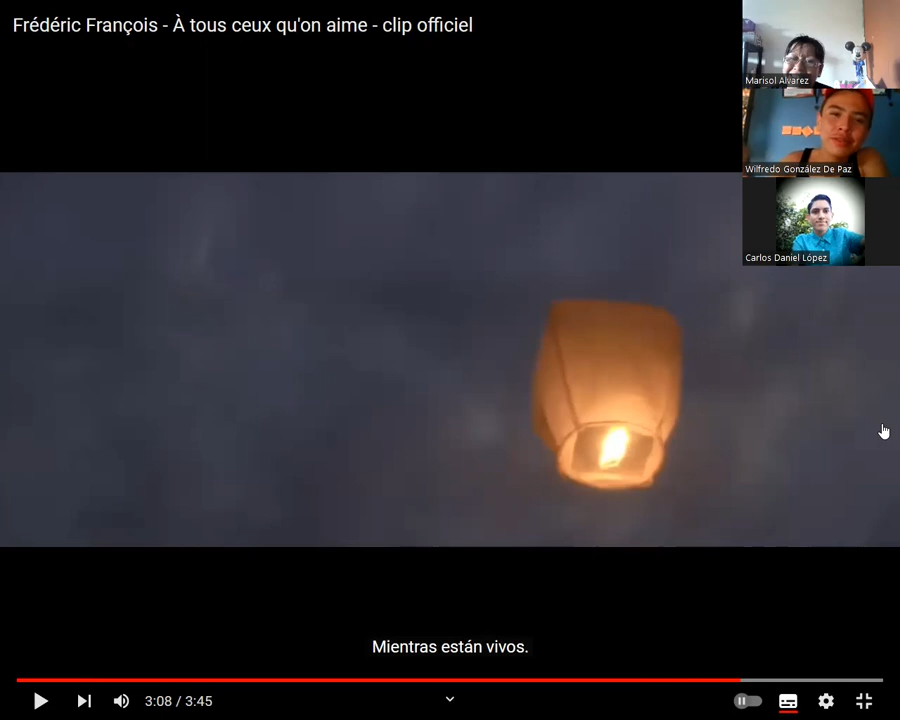 Frédéric François - À tous ceux qu'on aime - clip officiel
Marisol Alvarez
Wilfredo González De Paz
Carlos Daniel López
Mientras están vivos.
3:08 / 3:45